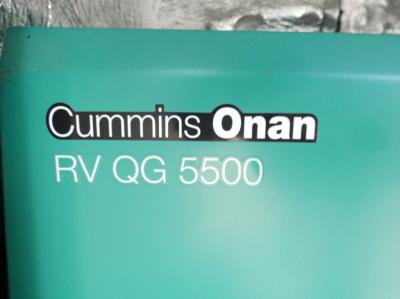 Cummins Onan
RV QG 5500